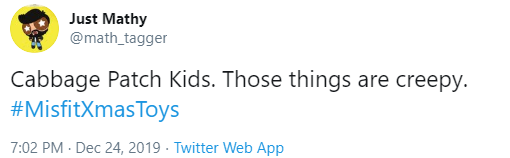 Just Mathy
@math_tagger
Cabbage Patch Kids. Those things are creepy.
#MisfitXmasToys
7:02 PM · Dec 24, 2019 · Twitter Web App